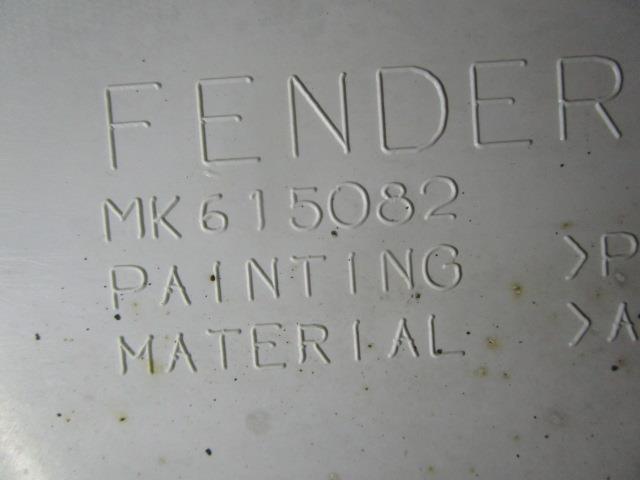 FENDER
MK615082
PAINTING >P
MATERIAL >A